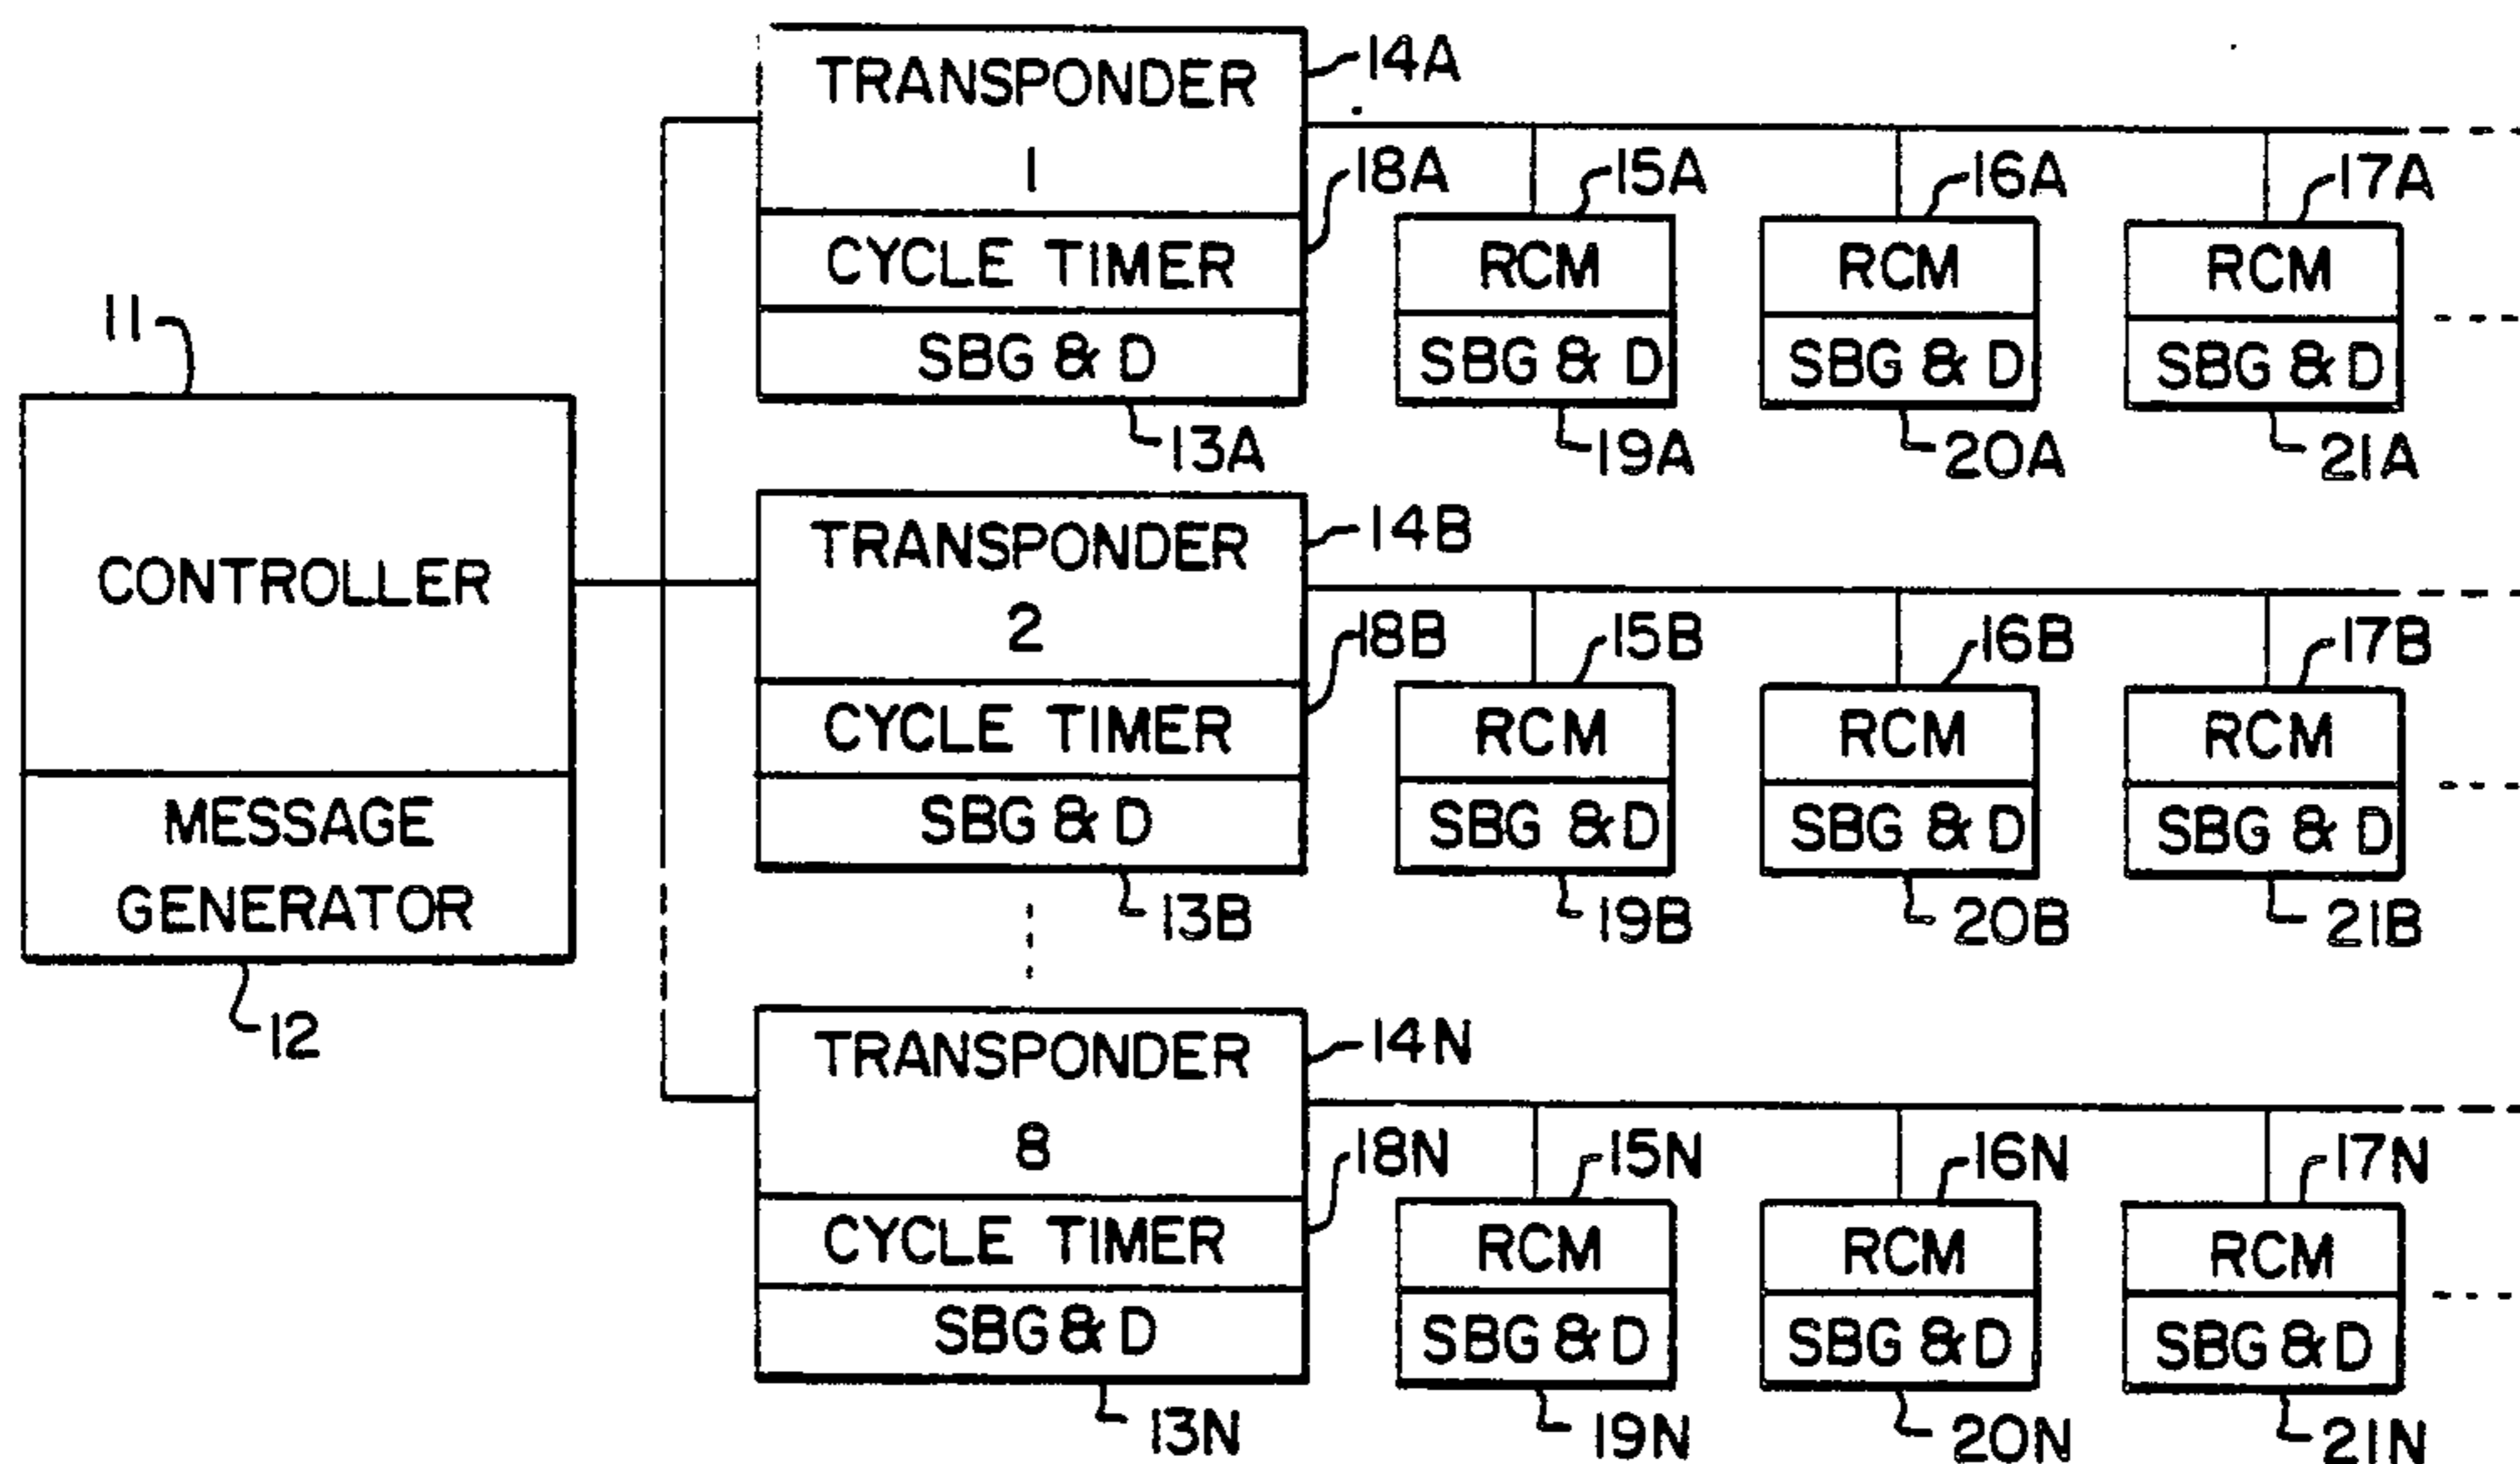 11
CONTROLLER
MESSAGE
GENERATOR
12
TRANSPONDER
1
CYCLE TIMER
SBG & D
14A
18A
13A
15A
RCM
SBG & D
19A
16A
RCM
SBG & D
20A
17A
RCM
SBG & D
21A
TRANSPONDER
2
CYCLE TIMER
SBG & D
14B
18B
13B
15B
RCM
SBG & D
19B
16B
RCM
SBG & D
20B
17B
RCM
SBG & D
21B
TRANSPONDER
8
CYCLE TIMER
SBG & D
14N
18N
13N
15N
RCM
SBG & D
19N
16N
RCM
SBG & D
20N
17N
RCM
SBG & D
21N